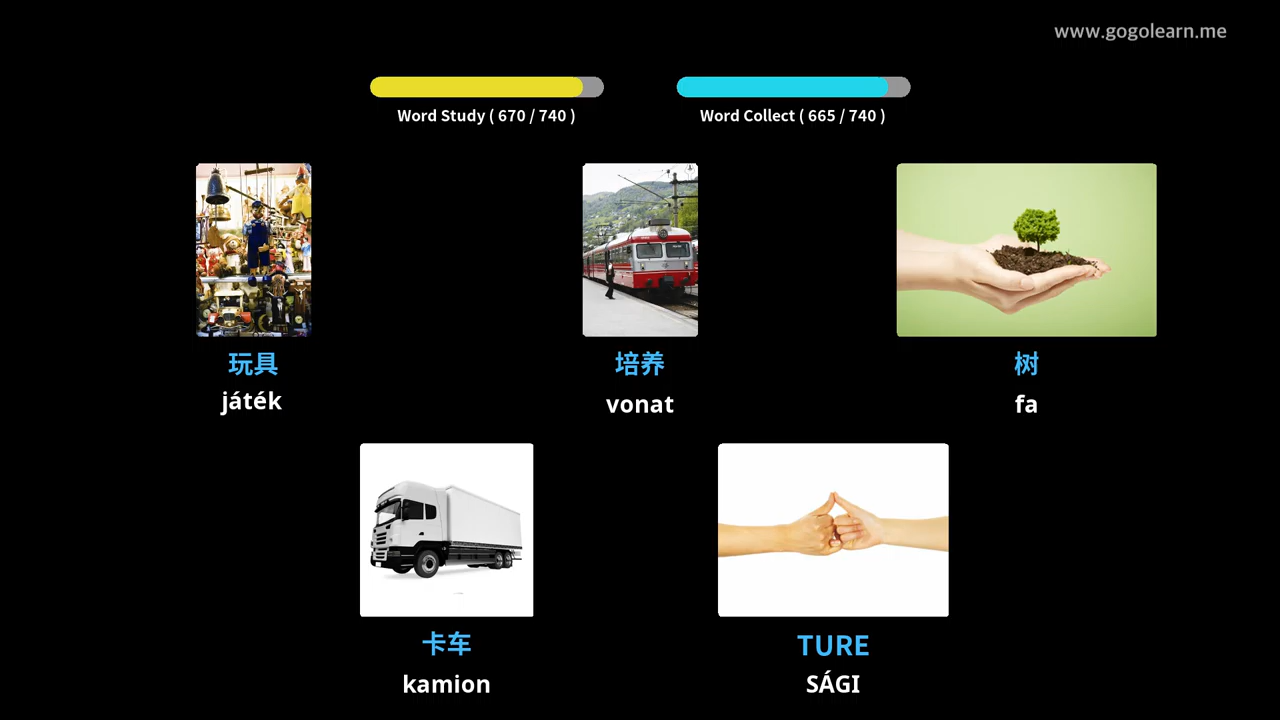 www.gogolearn.me
Word Study ( 670 / 740 )
Word Collect ( 665 / 740 )
玩具
játék
培养
vonat
树
fa
卡车
kamion
TURE
SÁGI